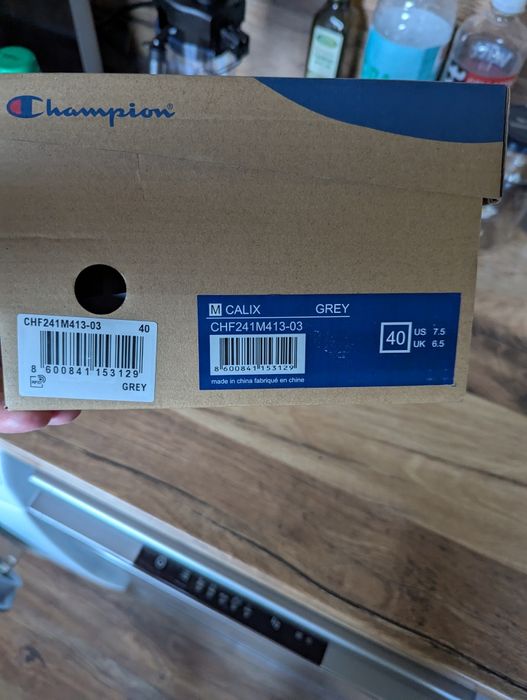 Champion
CHF241M413-03 40
8 600841 153129
RFID
GREY
M CALIX GREY
CHF241M413-03
8 600841 153129
made in china fabriqué en chine
40
US 7.5
UK 6.5